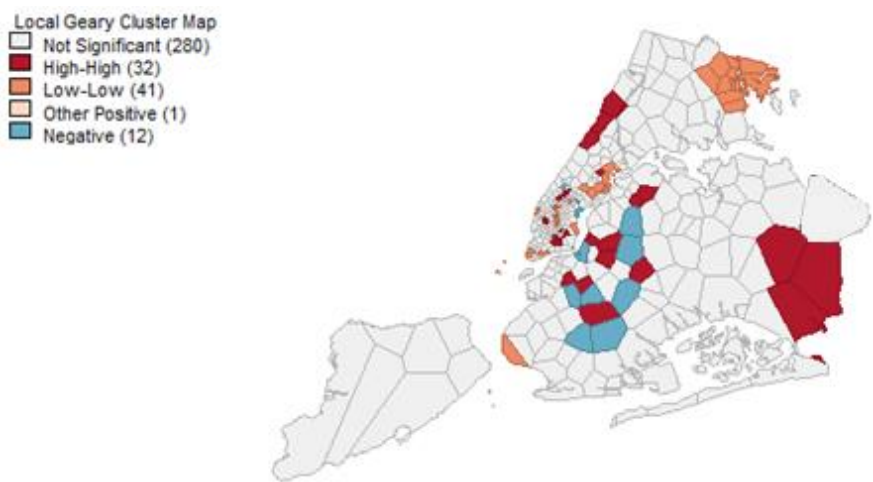 Local Geary Cluster Map
Not Significant (280)
High-High (32)
Low-Low (41)
Other Positive (1)
Negative (12)